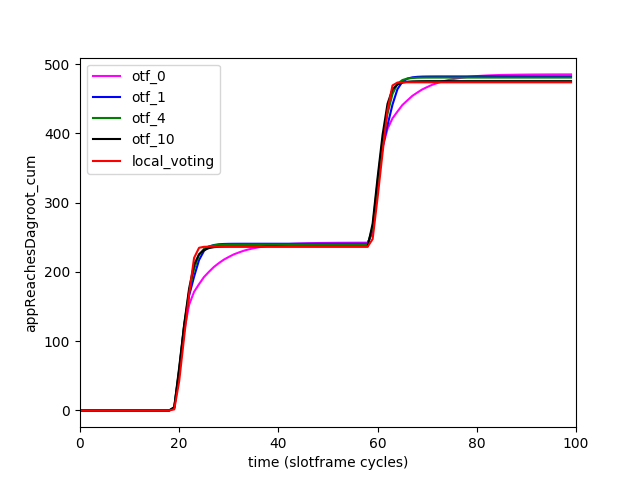 500
400
300
200
100
0
appReachesDagroot_cum
otf_0
otf_1
otf_4
otf_10
local_voting
0 20 40 60 80 100
time (slotframe cycles)